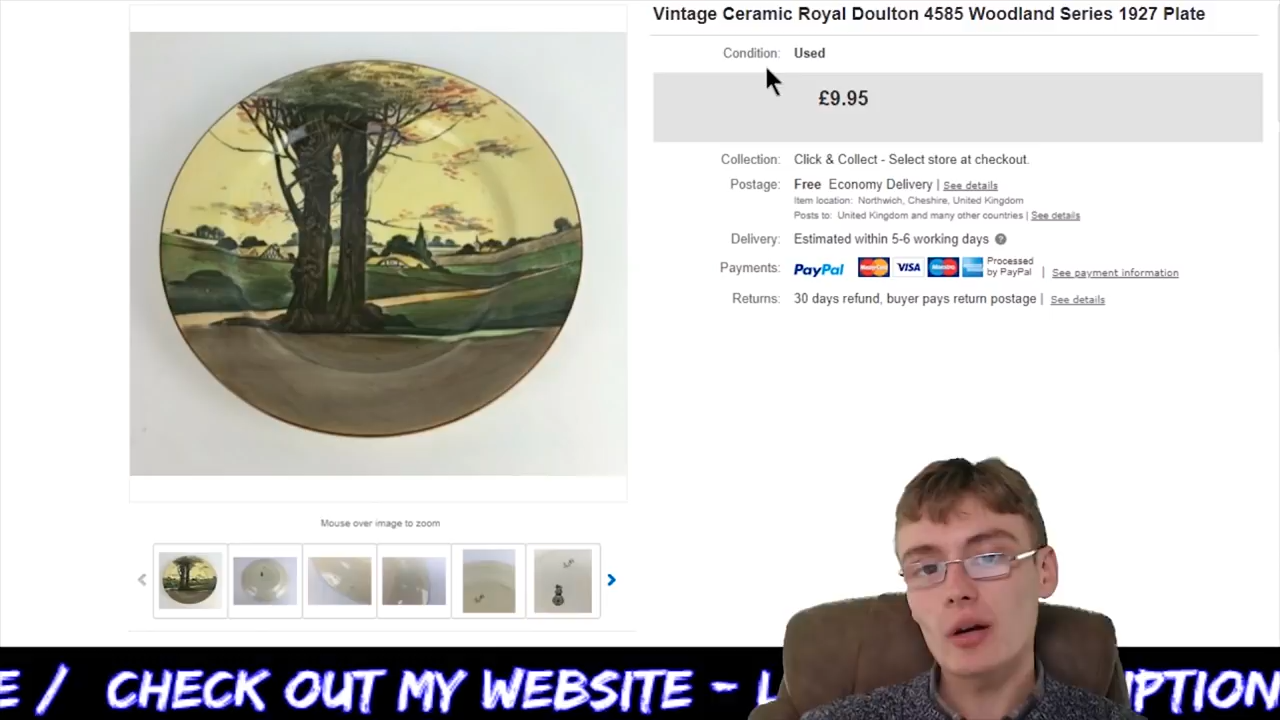 Vintage Ceramic Royal Doulton 4585 Woodland Series 1927 Plate
Condition: Used
£9.95
Collection: Click & Collect - Select store at checkout.
Postage: Free Economy Delivery | See details
Item location: Northwich, Cheshire, United Kingdom
Posts to: United Kingdom and many other countries | See details
Delivery: Estimated within 5-6 working days ?
Payments: PayPal MasterCard VISA Maestro Processed by PayPal | See payment information
Returns: 30 days refund, buyer pays return postage | See details
Mouse over image to zoom
E / CHECK OUT MY WEBSITE - L IPTION